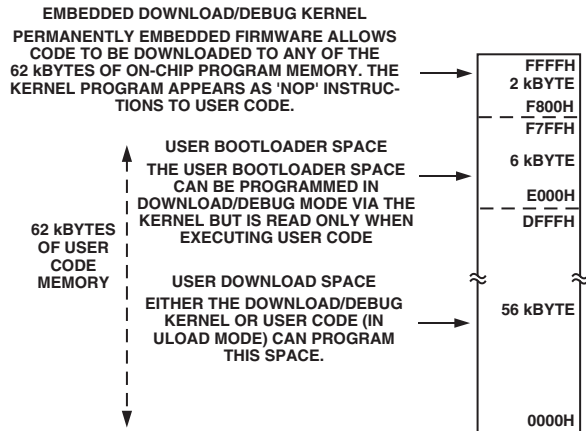 EMBEDDED DOWNLOAD/DEBUG KERNEL
PERMANENTLY EMBEDDED FIRMWARE ALLOWS
CODE TO BE DOWNLOADED TO ANY OF THE
62 kBYTES OF ON-CHIP PROGRAM MEMORY. THE
KERNEL PROGRAM APPEARS AS 'NOP' INSTRUC-
TIONS TO USER CODE.
FFFFH
2 kBYTE
F800H
F7FFH
USER BOOTLOADER SPACE
THE USER BOOTLOADER SPACE
CAN BE PROGRAMMED IN
DOWNLOAD/DEBUG MODE VIA THE
KERNEL BUT IS READ ONLY WHEN
EXECUTING USER CODE
6 kBYTE
E000H
DFFFH
62 kBYTES
OF USER
CODE
MEMORY
USER DOWNLOAD SPACE
EITHER THE DOWNLOAD/DEBUG
KERNEL OR USER CODE (IN
ULOAD MODE) CAN PROGRAM
THIS SPACE.
56 kBYTE
0000H